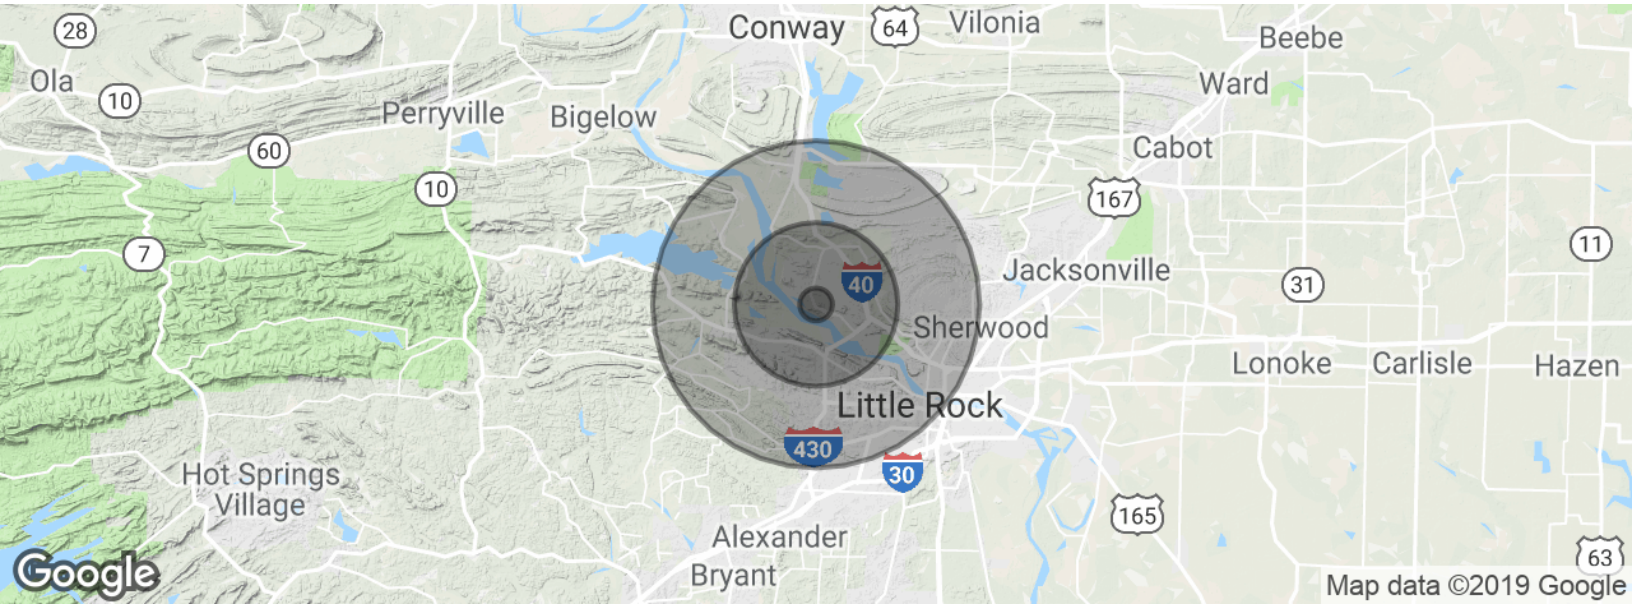 28
Conway
64
Vilonia
Beebe
Ola
10
Perryville
Bigelow
Ward
60
Cabot
10
167
7
11
40
Jacksonville
31
Sherwood
Lonoke
Carlisle
Hazen
Little Rock
430
30
Hot Springs
Village
165
Alexander
Bryant
63
Google
Map data ©2019 Google